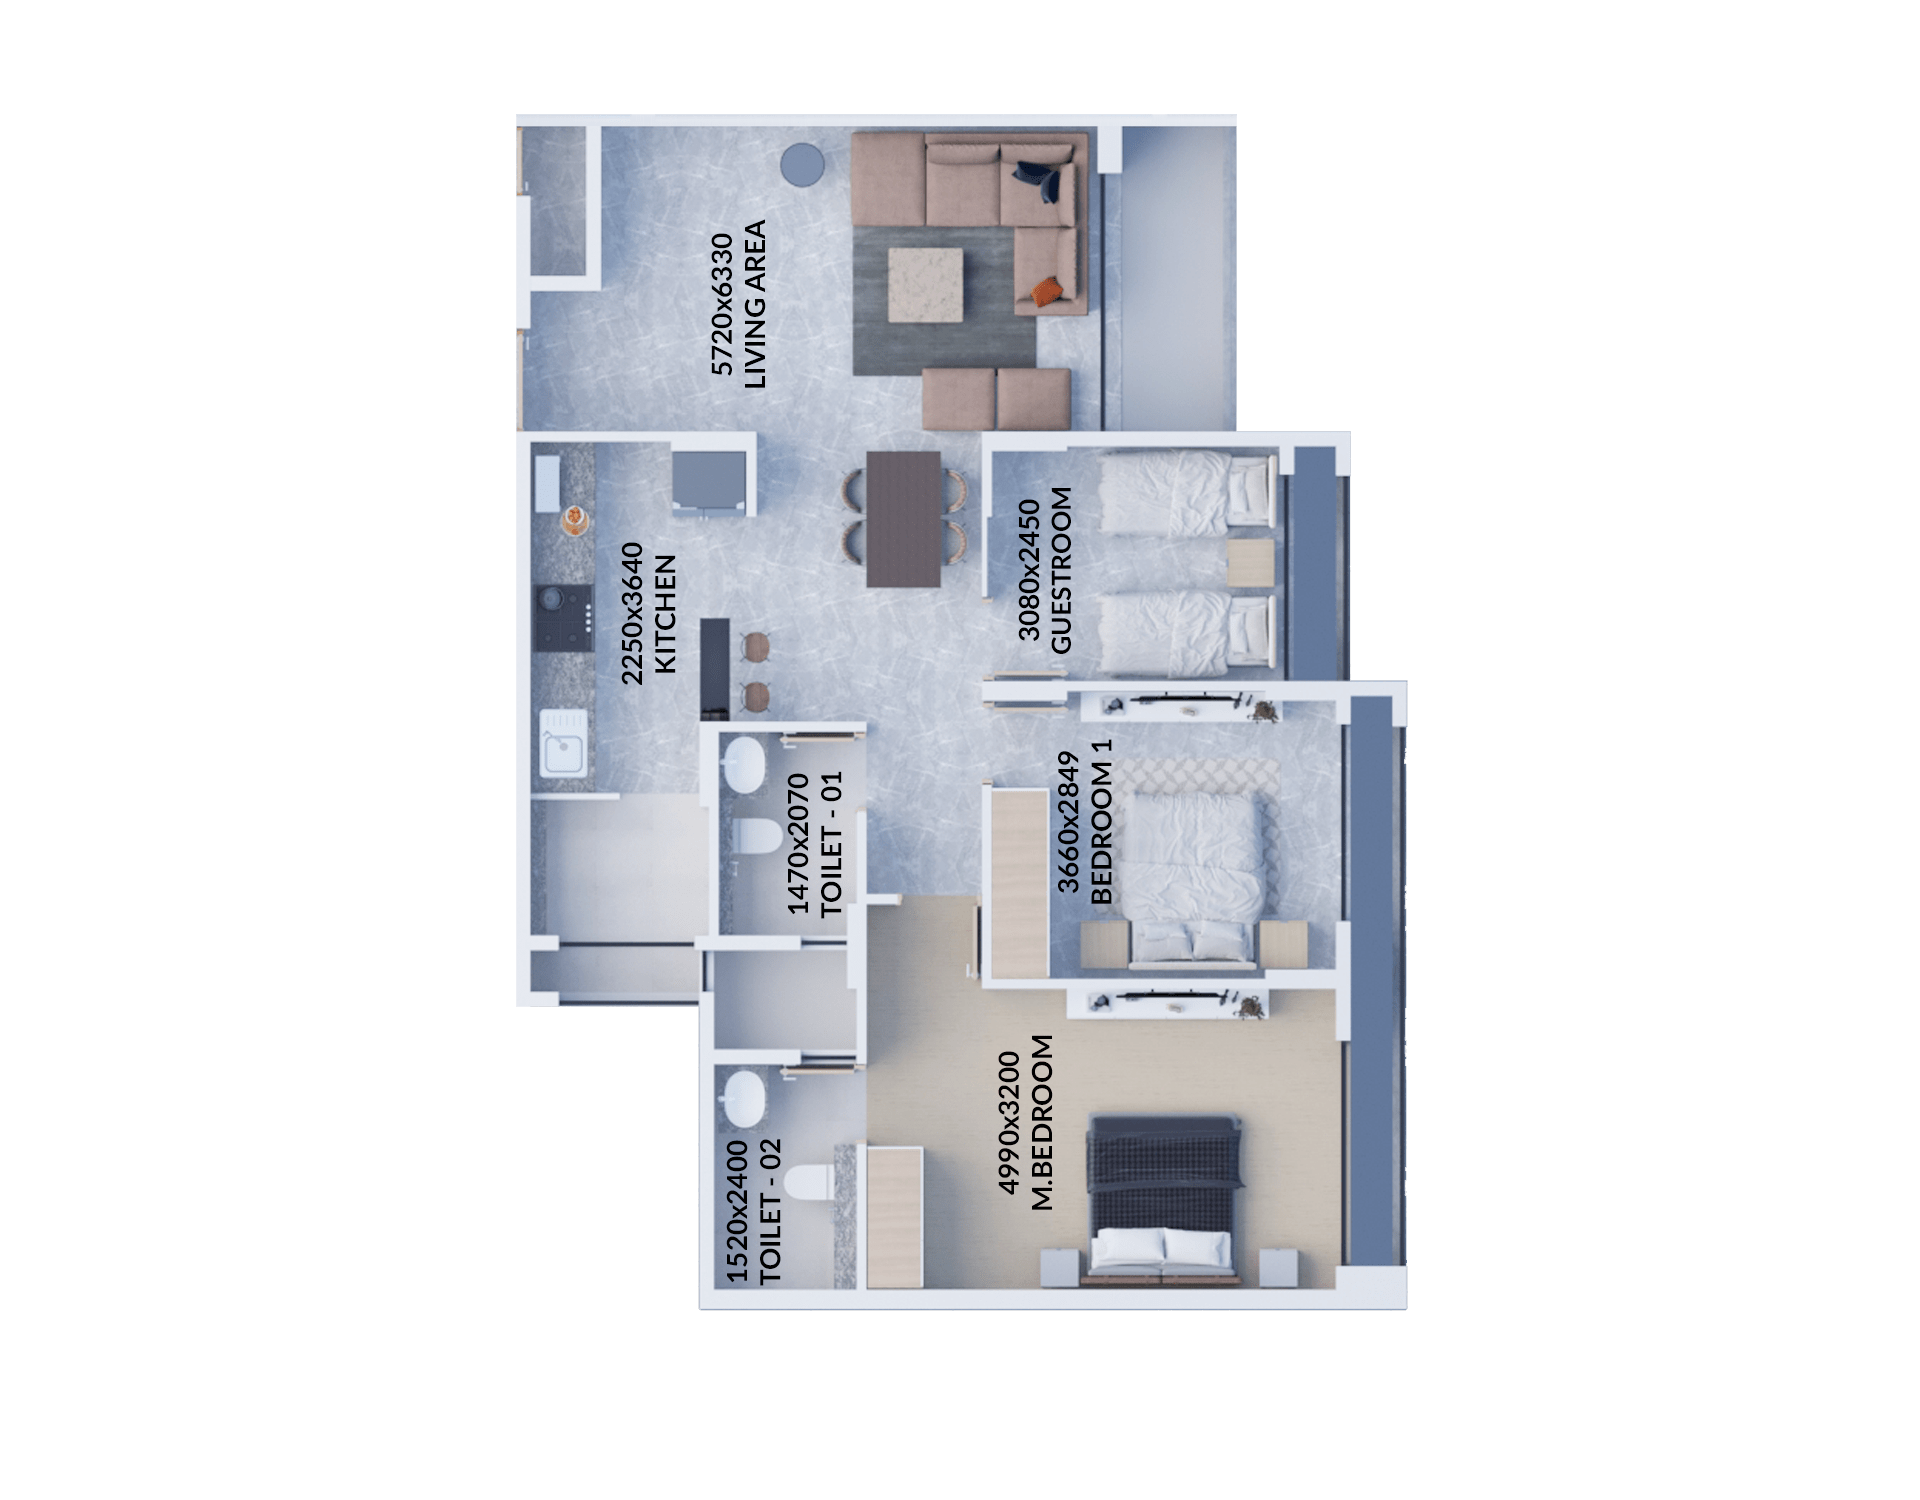 5720x6330
LIVING AREA
2250x3640
KITCHEN
3080x2450
GUESTROOM
1470x2070
TOILET - 01
3660x2849
BEDROOM 1
1520x2400
TOILET - 02
4990x3200
M.BEDROOM